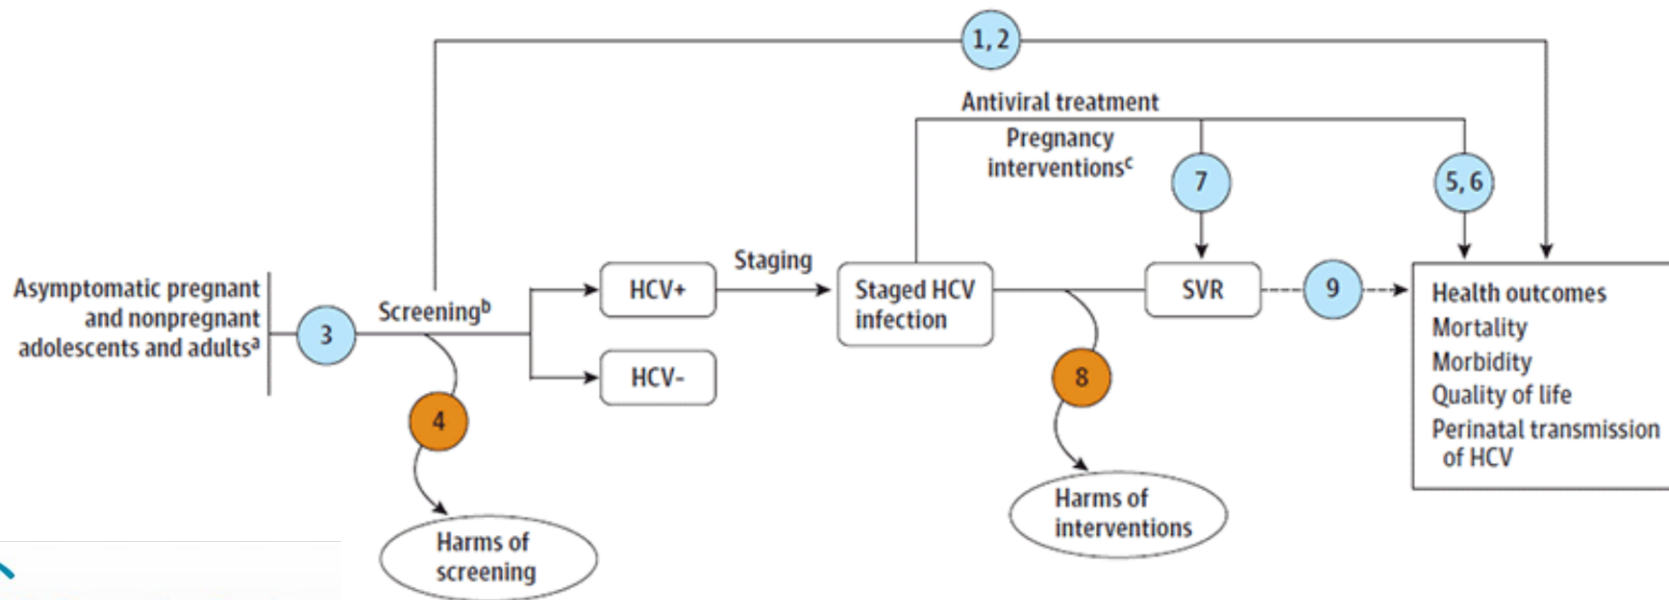 1, 2
Antiviral treatment
Pregnancy
interventionsᶜ
7
5, 6
Asymptomatic pregnant
and nonpregnant
adolescents and adultsᵃ
3
Screeningᵇ
HCV+
HCV-
Staging
Staged HCV
infection
SVR
9
Health outcomes
Mortality
Morbidity
Quality of life
Perinatal transmission
of HCV
4
8
Harms of
screening
Harms of
interventions